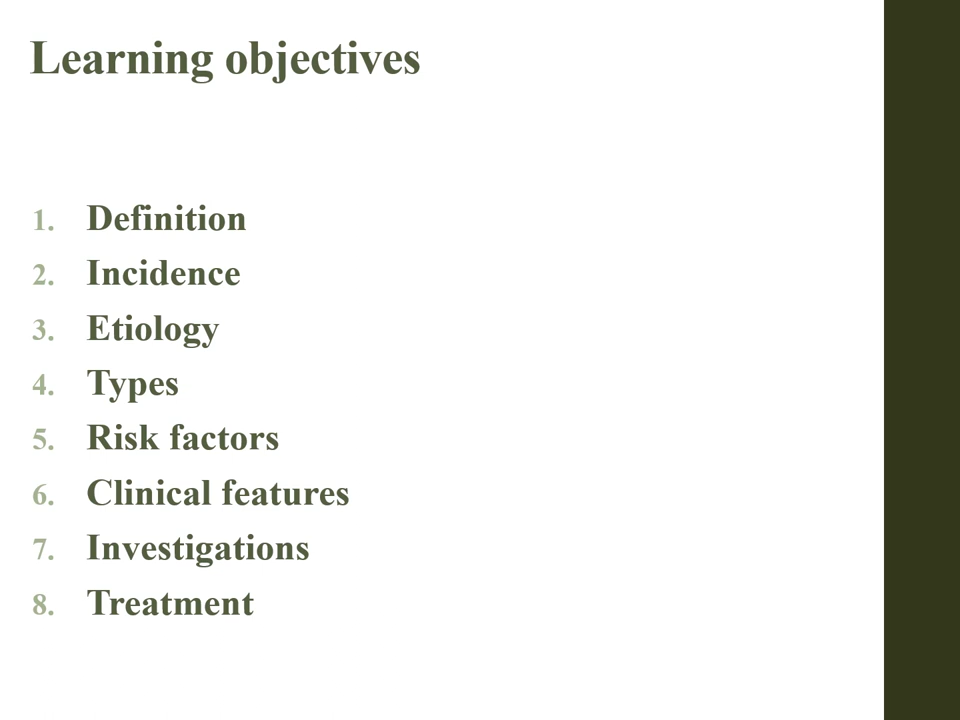 Learning objectives
1. Definition
2. Incidence
3. Etiology
4. Types
5. Risk factors
6. Clinical features
7. Investigations
8. Treatment